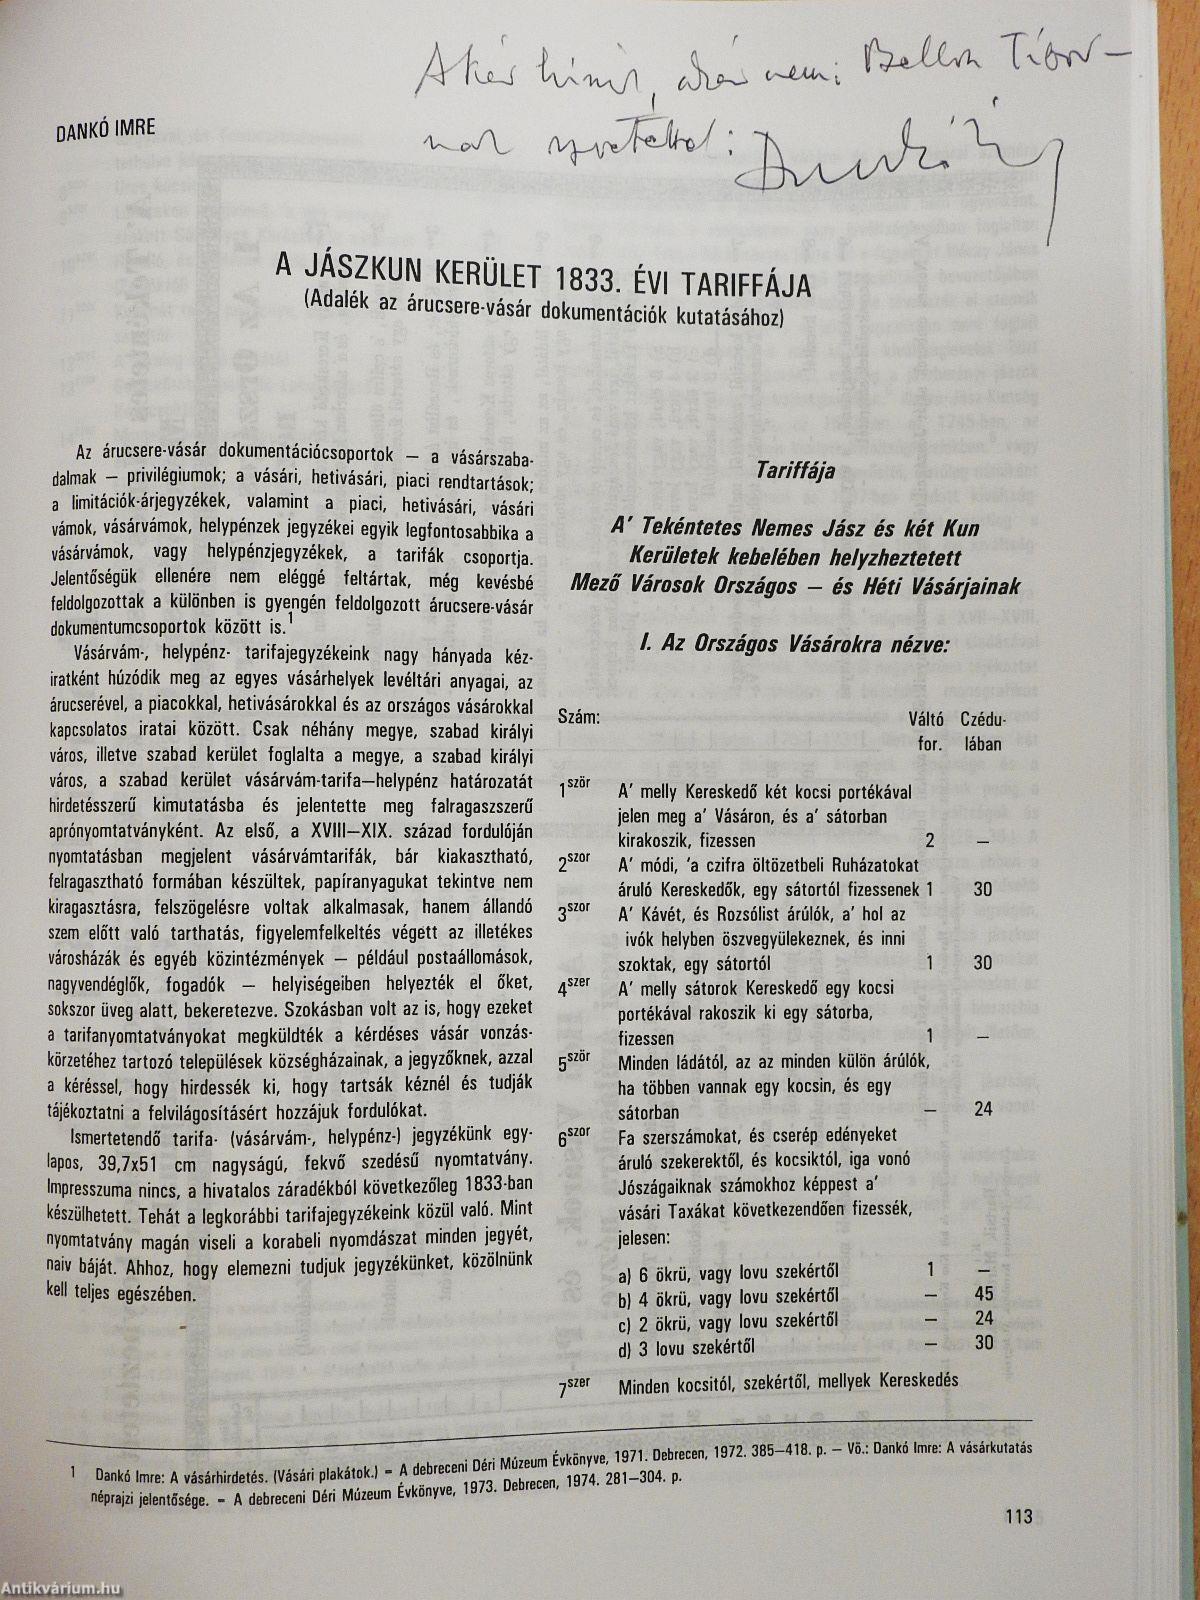 Bellon Tibor-
nak szeretettel:
DANKÓ IMRE
A JÁSZKUN KERÜLET 1833. ÉVI TARIFFÁJA
(Adalék az árucsere-vásár dokumentációk kutatásához)
Az árucsere-vásár dokumentációcsoportok — a vásárszaba-
dalmak — privilégiumok; a vásári, hetivásári, piaci rendtartások;
a limitációk-árjegyzékek, valamint a piaci, hetivásári, vásári
vámok, vásárvámok, helypénzek jegyzékei egyik legfontosabbika a
vásárvámok, vagy helypénzjegyzékek, a tarifák csoportja.
Jelentőségük ellenére nem eléggé feltártak, még kevésbé
feldolgozottak a különben is gyengén feldolgozott árucsere-vásár
dokumentumcsoportok között is.1
Vásárvám-, helypénz- tarifajegyzékeink nagy hányada kéz-
iratként húzódik meg az egyes vásárhelyek levéltári anyagai, az
árucserével, a piacokkal, hetivásárokkal és az országos vásárokkal
kapcsolatos iratai között. Csak néhány megye, szabad királyi
város, illetve szabad kerület foglalta a megye, a szabad királyi
város, a szabad kerület vásárvám-tarifa—helypénz határozatát
hirdetésszerű kimutatásba és jelentette meg falragaszszerű
aprónyomtatványként. Az első, a XVIII—XIX. század fordulóján
nyomtatásban megjelent vásárvámtarifák, bár kiakasztható,
felragasztható formában készültek, papíranyagukat tekintve nem
kiragasztásra, felszögelésre voltak alkalmasak, hanem állandó
szem előtt való tarthatás, figyelemfelkeltés végett az illetékes
városházák és egyéb közintézmények — például postaállomások,
nagyvendéglők, fogadók — helyiségeiben helyezték el őket,
sokszor üveg alatt, bekeretezve. Szokásban volt az is, hogy ezeket
a tarifanyomtatványokat megküldték a kérdéses vásár vonzás-
körzetéhez tartozó települések községházainak, a jegyzőknek, azzal
a kéréssel, hogy hirdessék ki, hogy tartsák kéznél és tudják
tájékoztatni a felvilágosításért hozzájuk fordulókat.
Ismertetendő tarifa- (vásárvám-, helypénz-) jegyzékünk egy-
lapos, 39,7x51 cm nagyságú, fekvő szedésű nyomtatvány.
Impresszuma nincs, a hivatalos záradékból következőleg 1833-ban
készülhetett. Tehát a legkorábbi tarifajegyzékeink közül való. Mint
nyomtatvány magán viseli a korabeli nyomdászat minden jegyét,
naiv báját. Ahhoz, hogy elemezni tudjuk jegyzékünket, közölnünk
kell teljes egészében.
Tariffája
A' Tekéntetes Nemes Jász és két Kun
Kerületek kebelében helyzheztetett
Mező Városok Országos — és Héti Vásárjainak
I. Az Országos Vásárokra nézve:
Szám: Váltó Czédu-
for. lában
1ször A' melly Kereskedő két kocsi portékával
jelen meg a' Vásáron, és a' sátorban
kirakoszik, fizessen 2 —
2szor A' módi, 'a czifra öltözetbeli Ruházatokat
áruló Kereskedők, egy sátortól fizessenek 1 30
3szor A' Kávét, és Rozsólist árúlók, a' hol az
ivók helyben öszvegyülekeznek, és inni
szoktak, egy sátortól 1 30
4szer A' melly sátorok Kereskedő egy kocsi
portékával rakoszik ki egy sátorba,
fizessen 1 —
5ször Minden ládától, az az minden külön árúlók,
ha többen vannak egy kocsin, és egy
sátorban — 24
6szor Fa szerszámokat, és cserép edényeket
áruló szekerektől, és kocsiktól, iga vonó
Jószágaiknak számokhoz képpest a'
vásári Taxákat következendően fizessék,
jelesen:
a) 6 ökrü, vagy lovu szekértől 1 —
b) 4 ökrü, vagy lovu szekértől — 45
c) 2 ökrü, vagy lovu szekértől — 24
d) 3 lovu szekértől — 30
7szer Minden kocsitól, szekértől, mellyek Kereskedés
1 Dankó Imre: A vásárhirdetés. (Vásári plakátok.) — A debreceni Déri Múzeum Évkönyve, 1971. Debrecen, 1972. 385—418. p. — Vö.: Dankó Imre: A vásárkutatás
néprajzi jelentősége. — A debreceni Déri Múzeum Évkönyve, 1973. Debrecen, 1974. 281—304. p.
113
Antikvárium.hu